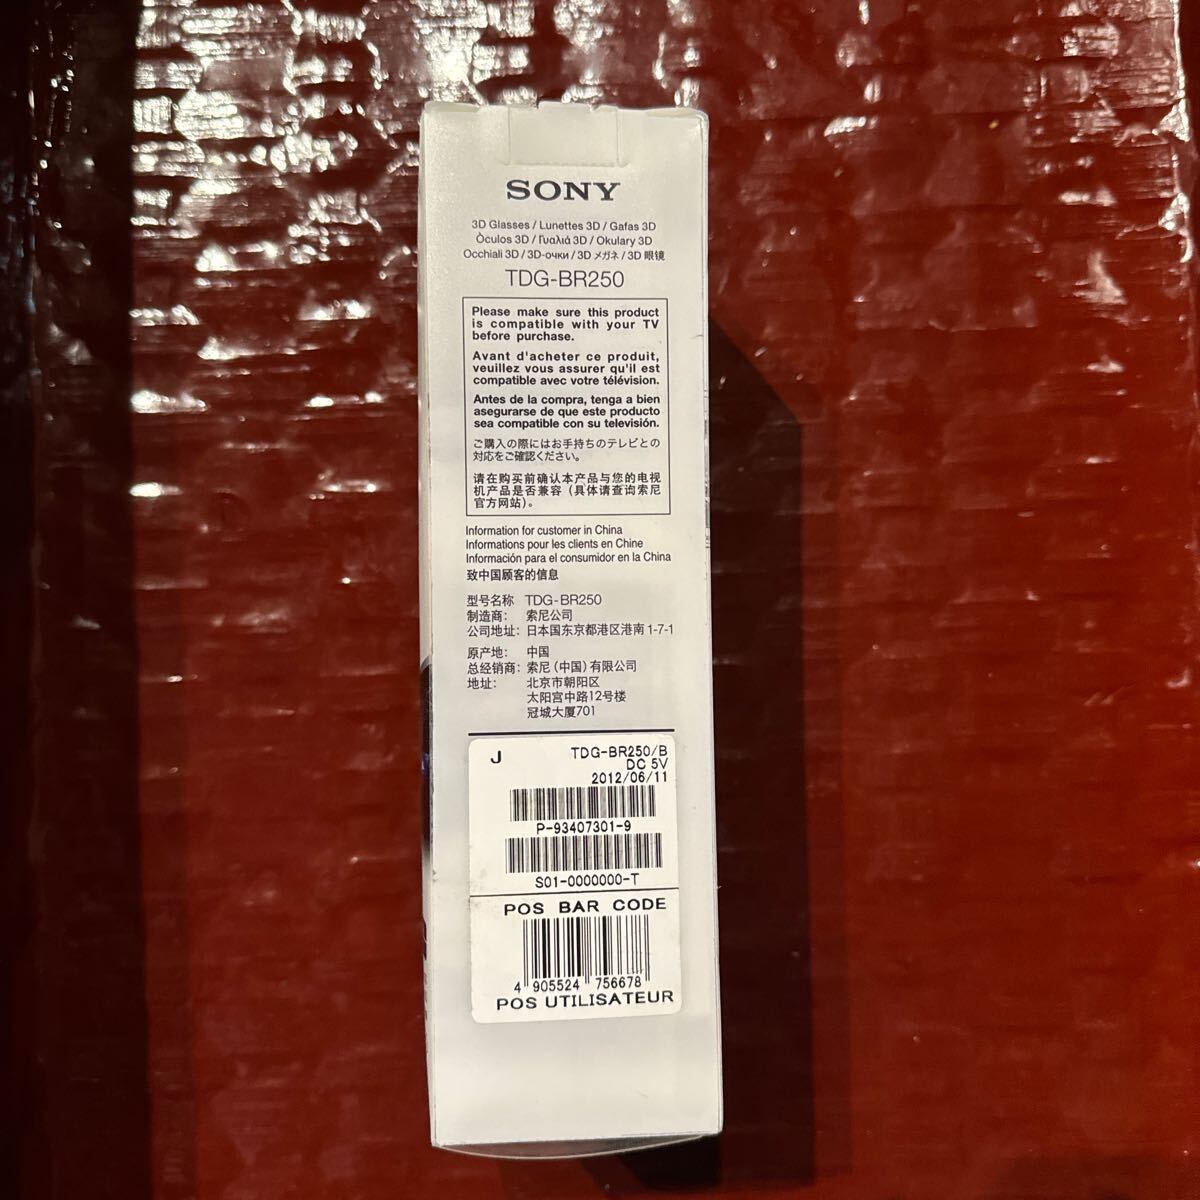 SONY
3D Glasses / Lunettes 3D / Gafas 3D
Òculos 3D / Γυαλιά 3D / Okulary 3D
Occhiali 3D / 3D-очки / 3D メガネ / 3D 眼镜
TDG-BR250
Please make sure this product
is compatible with your TV
before purchase.
Avant d'acheter ce produit,
veuillez vous assurer qu'il est
compatible avec votre télévision.
Antes de la compra, tenga a bien
asegurarse de que este producto
sea compatible con su televisión.
ご購入の際にはお手持ちのテレビとの
対応をご確認ください。
请在购买前确认本产品与您的电视
机产品是否兼容（具体请查询索尼
官方网站）。
Information for customer in China
Informations pour les clients en Chine
Información para el consumidor en la China
致中国顾客的信息
型号名称 TDG-BR250
制造商： 索尼公司
公司地址： 日本国东京都港区港南 1-7-1
原产地： 中国
总经销商： 索尼（中国）有限公司
地址： 北京市朝阳区
太阳宫中路12号楼
冠城大厦701
J TDG-BR250/B
DC 5V
2012/06/11
P-93407301-9
S01-0000000-T
POS BAR CODE
4 905524 756678
POS UTILISATEUR